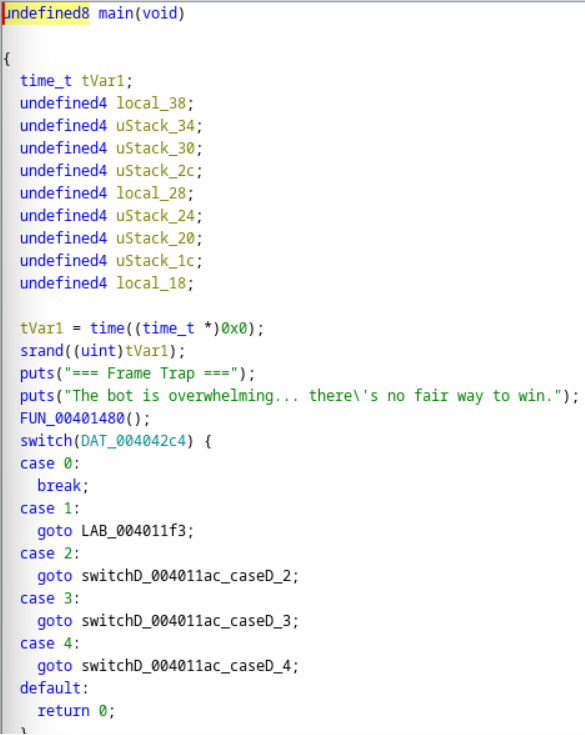 undefined8 main(void)
{
time_t tVar1;
undefined4 local_38;
undefined4 uStack_34;
undefined4 uStack_30;
undefined4 uStack_2c;
undefined4 local_28;
undefined4 uStack_24;
undefined4 uStack_20;
undefined4 uStack_1c;
undefined4 local_18;
tVar1 = time((time_t *)0x0);
srand((uint)tVar1);
puts("=== Frame Trap ===");
puts("The bot is overwhelming... there\'s no fair way to win.");
FUN_00401480();
switch(DAT_004042c4) {
case 0:
break;
case 1:
goto LAB_004011f3;
case 2:
goto switchD_004011ac_caseD_2;
case 3:
goto switchD_004011ac_caseD_3;
case 4:
goto switchD_004011ac_caseD_4;
default:
return 0;
}